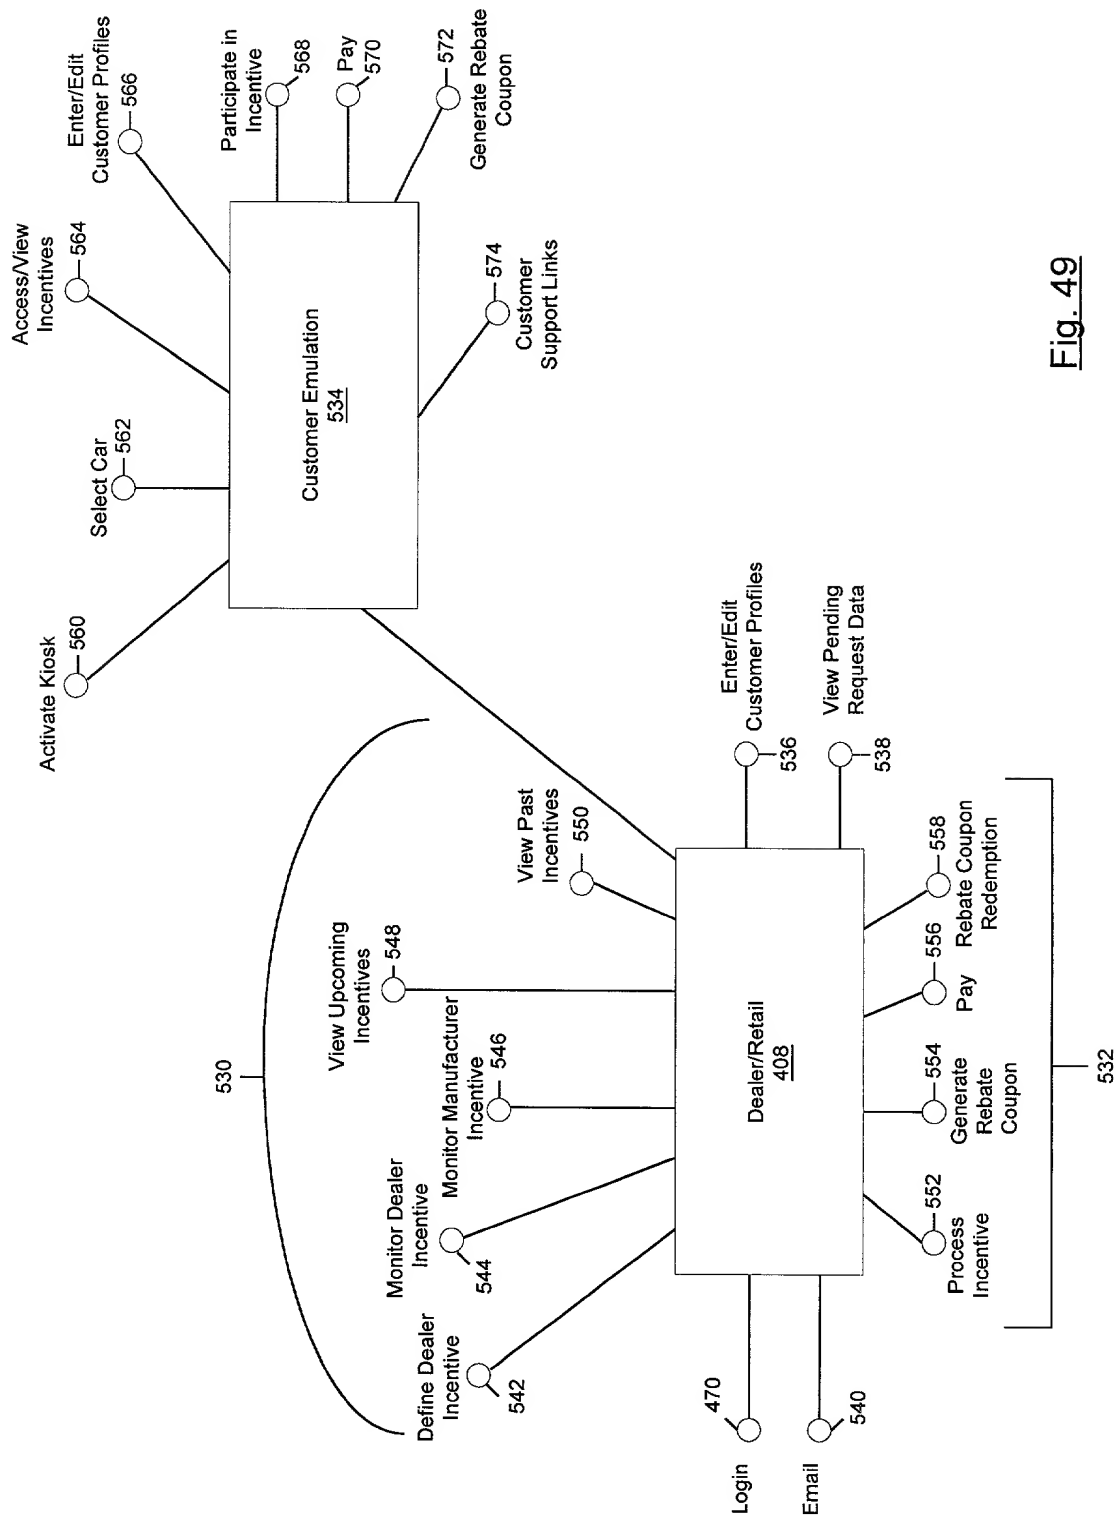 Activate Kiosk
560
Select Car
562
Access/View
Incentives
564
Enter/Edit
Customer Profiles
566
Participate in
Incentive
568
Pay
570
572
Generate Rebate
Coupon
574
Customer
Support Links
Customer Emulation
534
530
Define Dealer
Incentive
542
Monitor Dealer
Incentive
544
Monitor Manufacturer
Incentive
546
View Upcoming
Incentives
548
View Past
Incentives
550
Dealer/Retail
408
Login
470
Email
540
Enter/Edit
Customer Profiles
536
View Pending
Request Data
538
552
Process
Incentive
554
Generate
Rebate
Coupon
556
Pay
558
Rebate Coupon
Redemption
532
Fig. 49